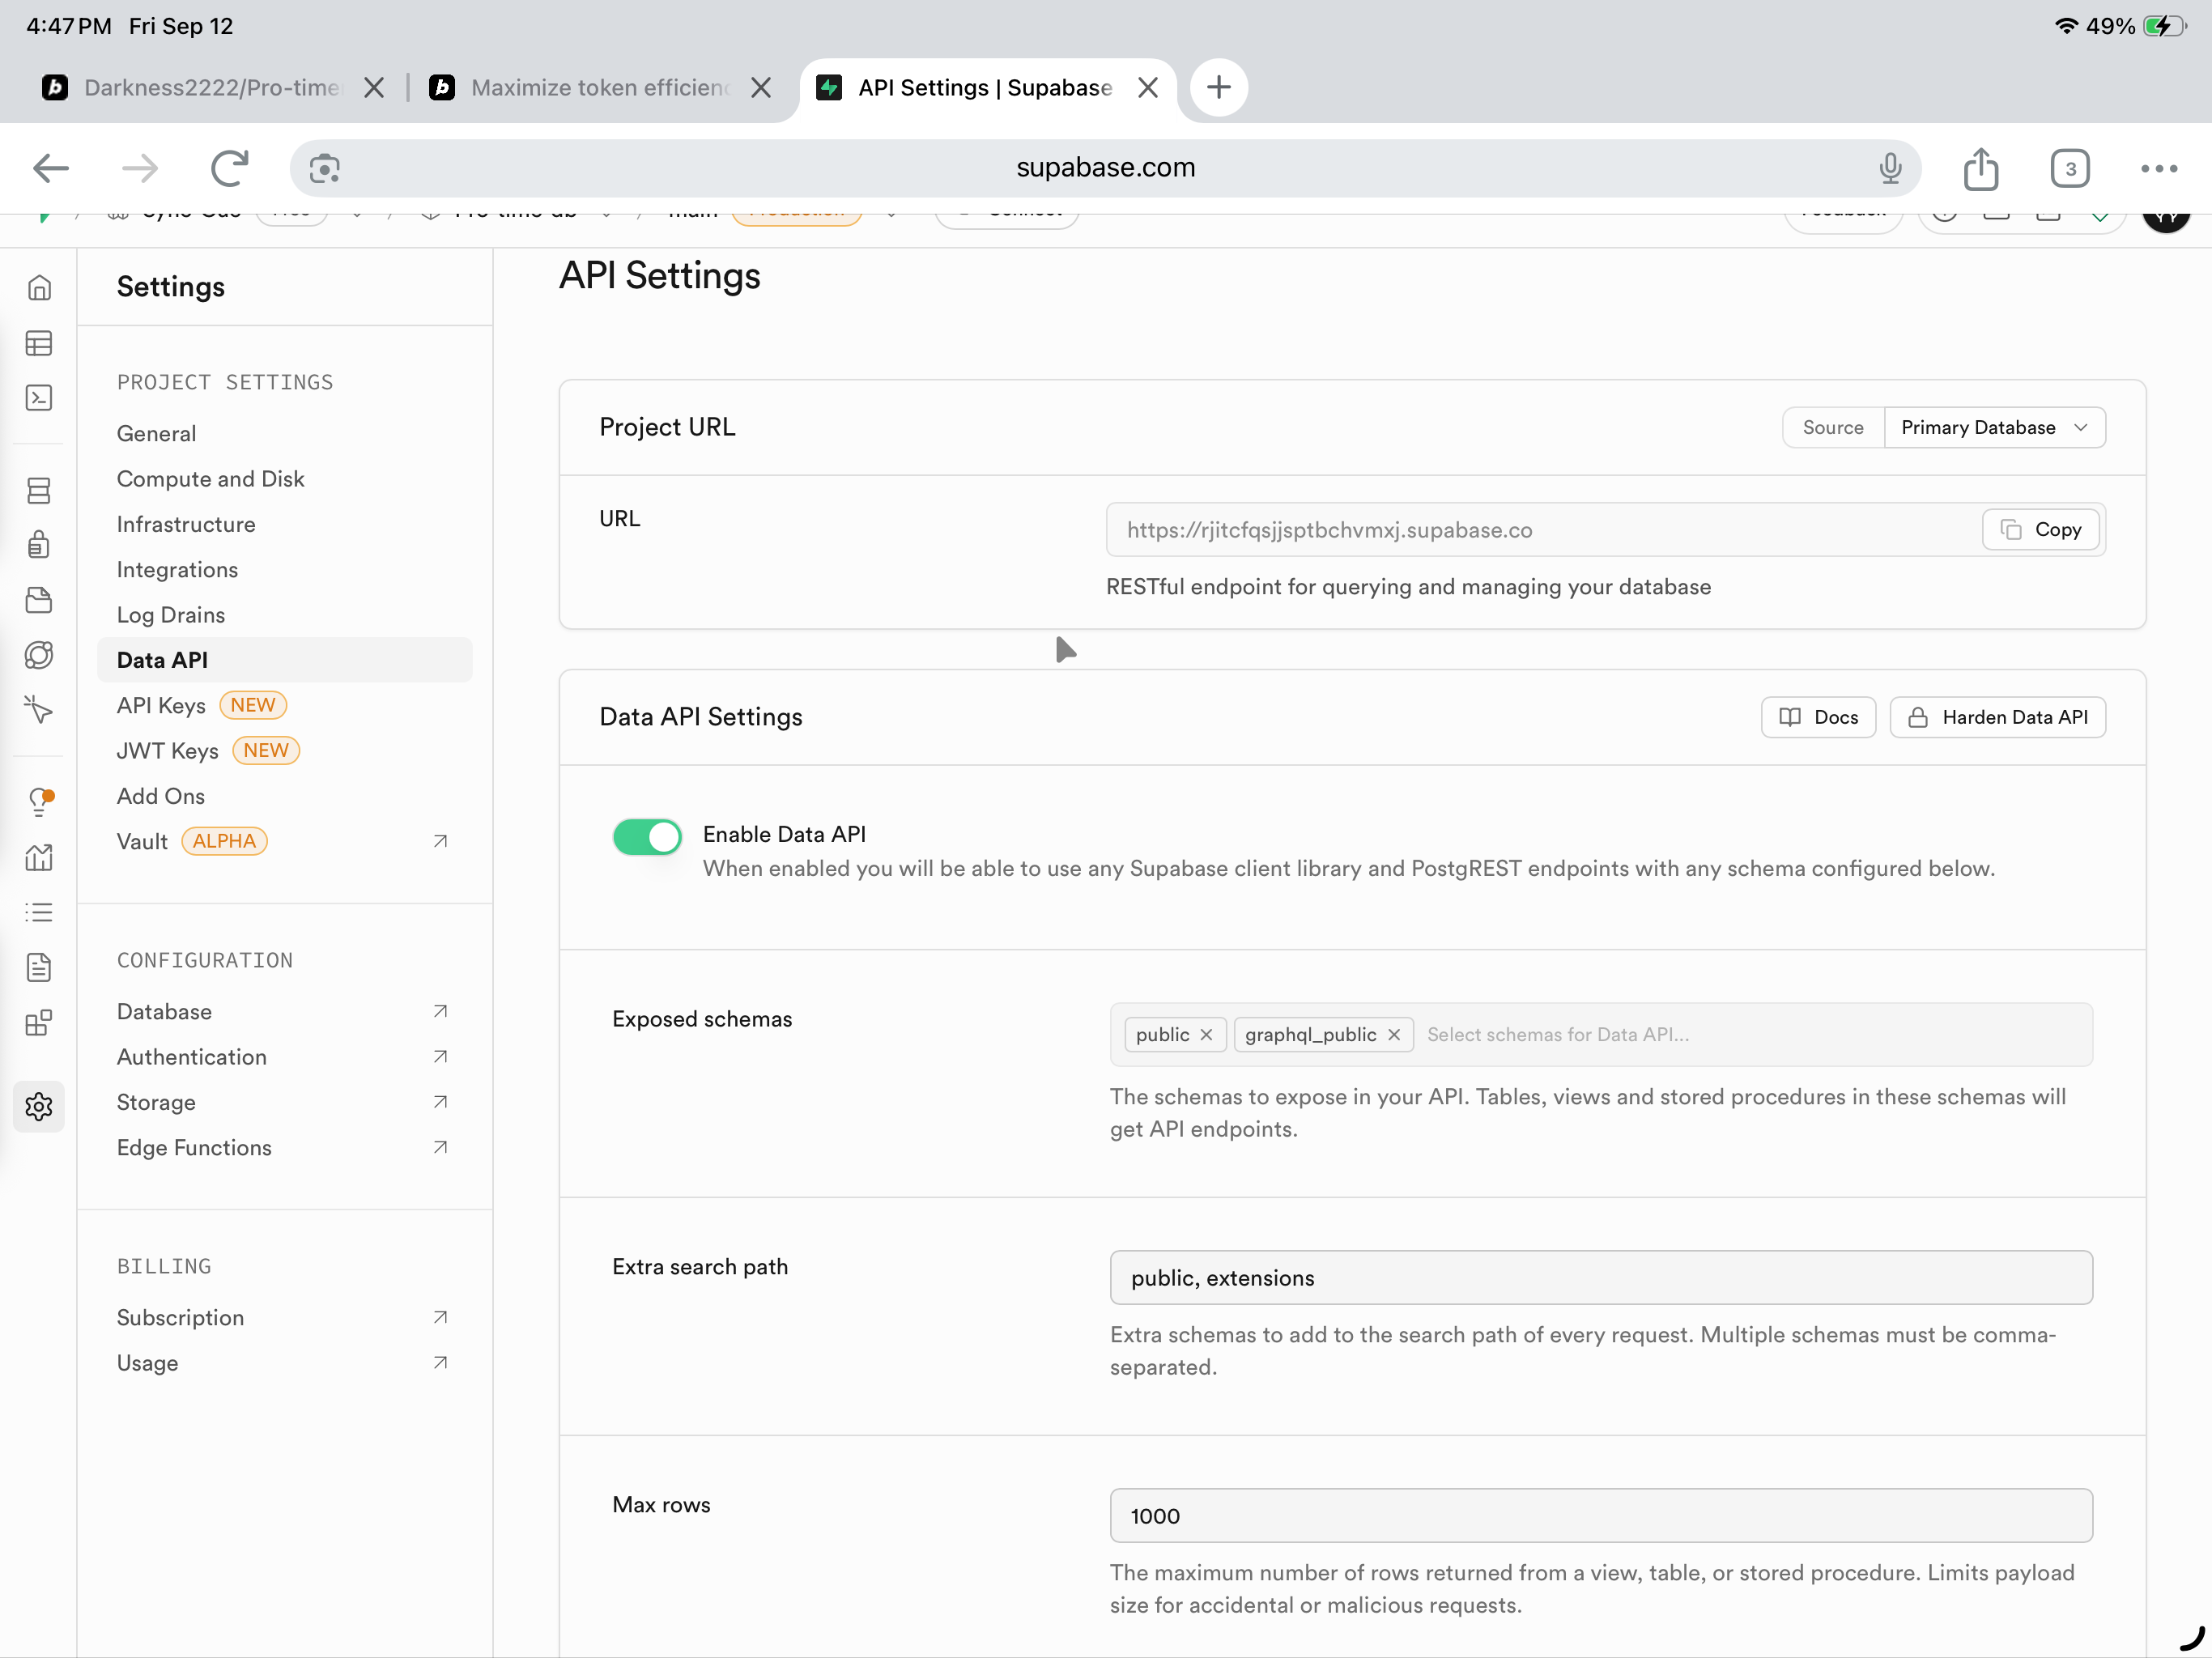 4:47 PM Fri Sep 12
49%
Darkness2222/Pro-time
Maximize token efficienc
API Settings | Supabase
supabase.com
3
Settings
PROJECT SETTINGS
General
Compute and Disk
Infrastructure
Integrations
Log Drains
Data API
API Keys NEW
JWT Keys NEW
Add Ons
Vault ALPHA
CONFIGURATION
Database
Authentication
Storage
Edge Functions
BILLING
Subscription
Usage
API Settings
Project URL
Source Primary Database
URL
https://rjitcfqsjjsptbchvmxj.supabase.co
Copy
RESTful endpoint for querying and managing your database
Data API Settings
Docs
Harden Data API
Enable Data API
When enabled you will be able to use any Supabase client library and PostgREST endpoints with any schema configured below.
Exposed schemas
public graphql_public Select schemas for Data API...
The schemas to expose in your API. Tables, views and stored procedures in these schemas will
get API endpoints.
Extra search path
public, extensions
Extra schemas to add to the search path of every request. Multiple schemas must be comma-
separated.
Max rows
1000
The maximum number of rows returned from a view, table, or stored procedure. Limits payload
size for accidental or malicious requests.